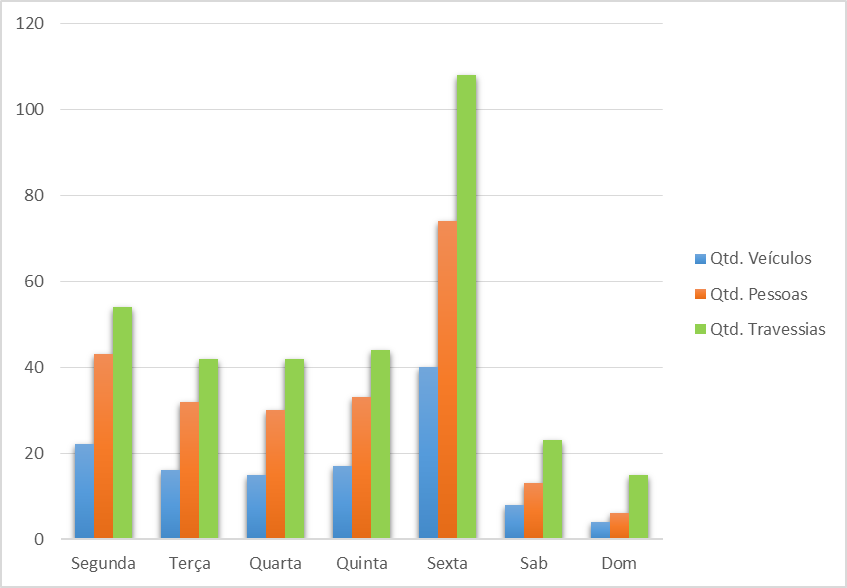 120
100
80
60
40
20
0
Segunda Terça Quarta Quinta Sexta Sab Dom
Qtd. Veículos
Qtd. Pessoas
Qtd. Travessias